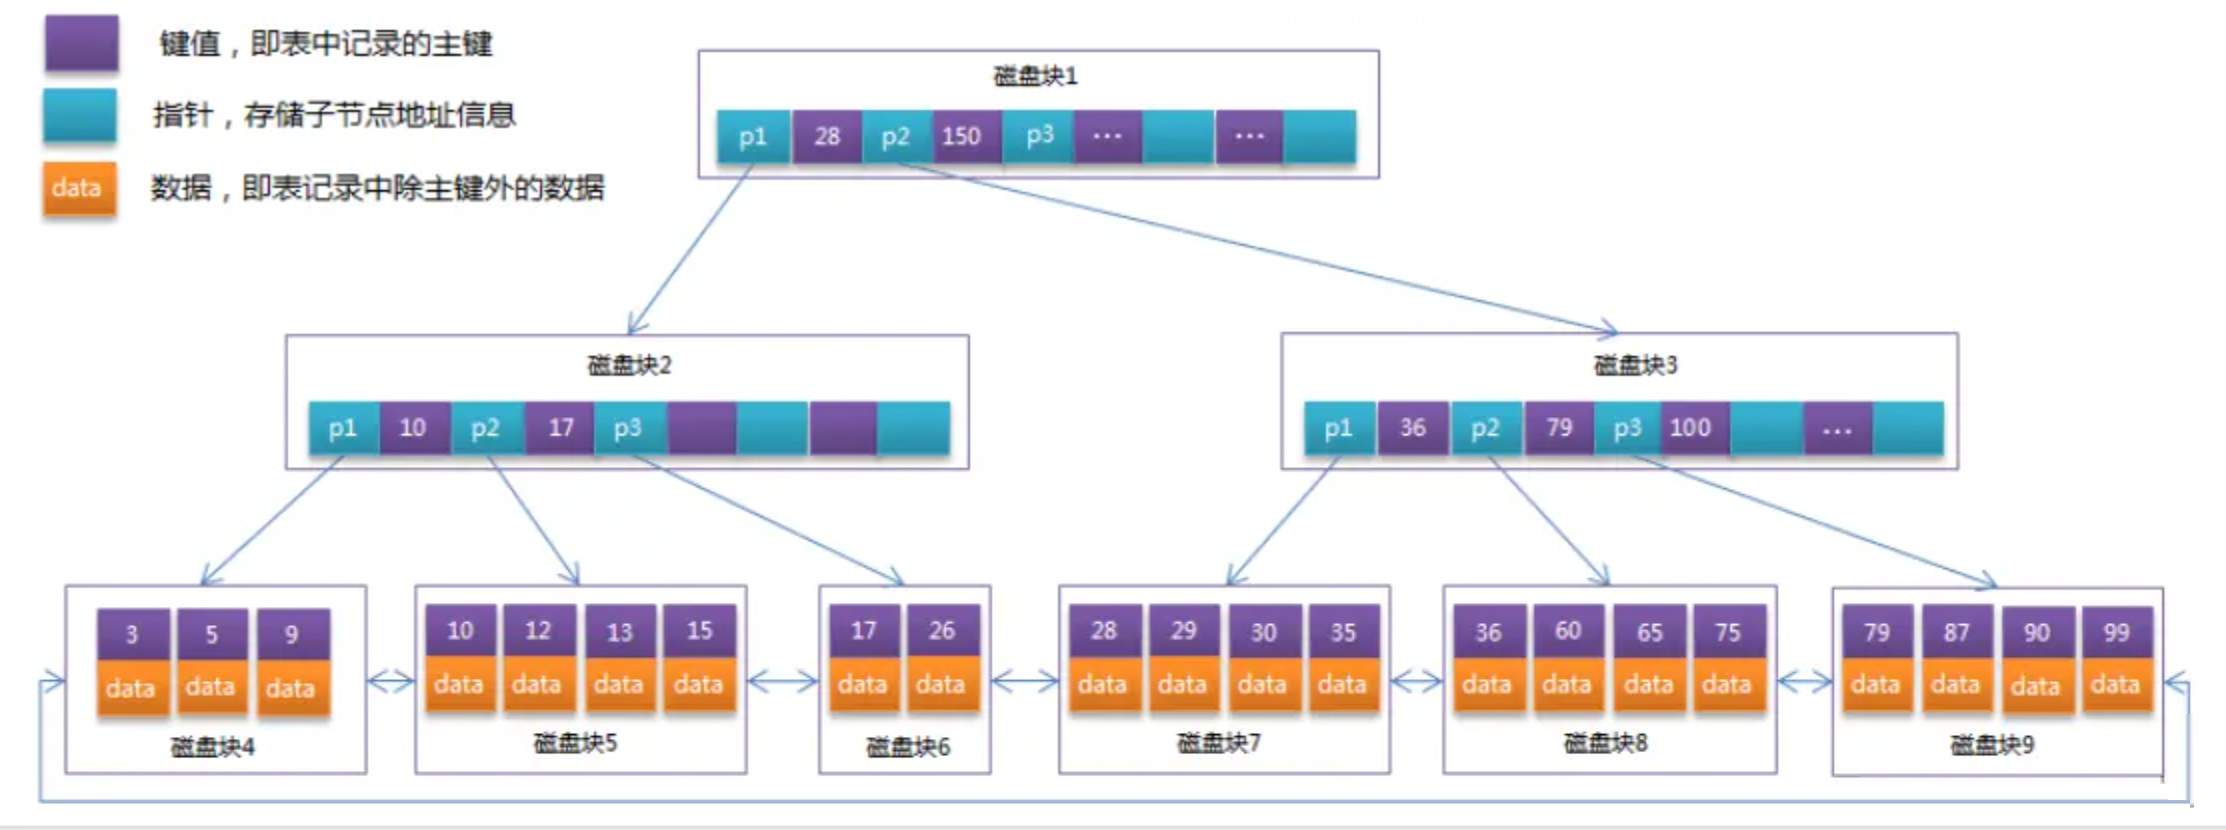 键值，即表中记录的主键
指针，存储子节点地址信息
data 数据，即表记录中除主键外的数据
磁盘块1
p1 28 p2 150 p3 ... ...
磁盘块2
p1 10 p2 17 p3
磁盘块3
p1 36 p2 79 p3 100 ...
3 5 9
data data data
磁盘块4
10 12 13 15
data data data data
磁盘块5
17 26
data data
磁盘块6
28 29 30 35
data data data data
磁盘块7
36 60 65 75
data data data data
磁盘块8
79 87 90 99
data data data data
磁盘块9